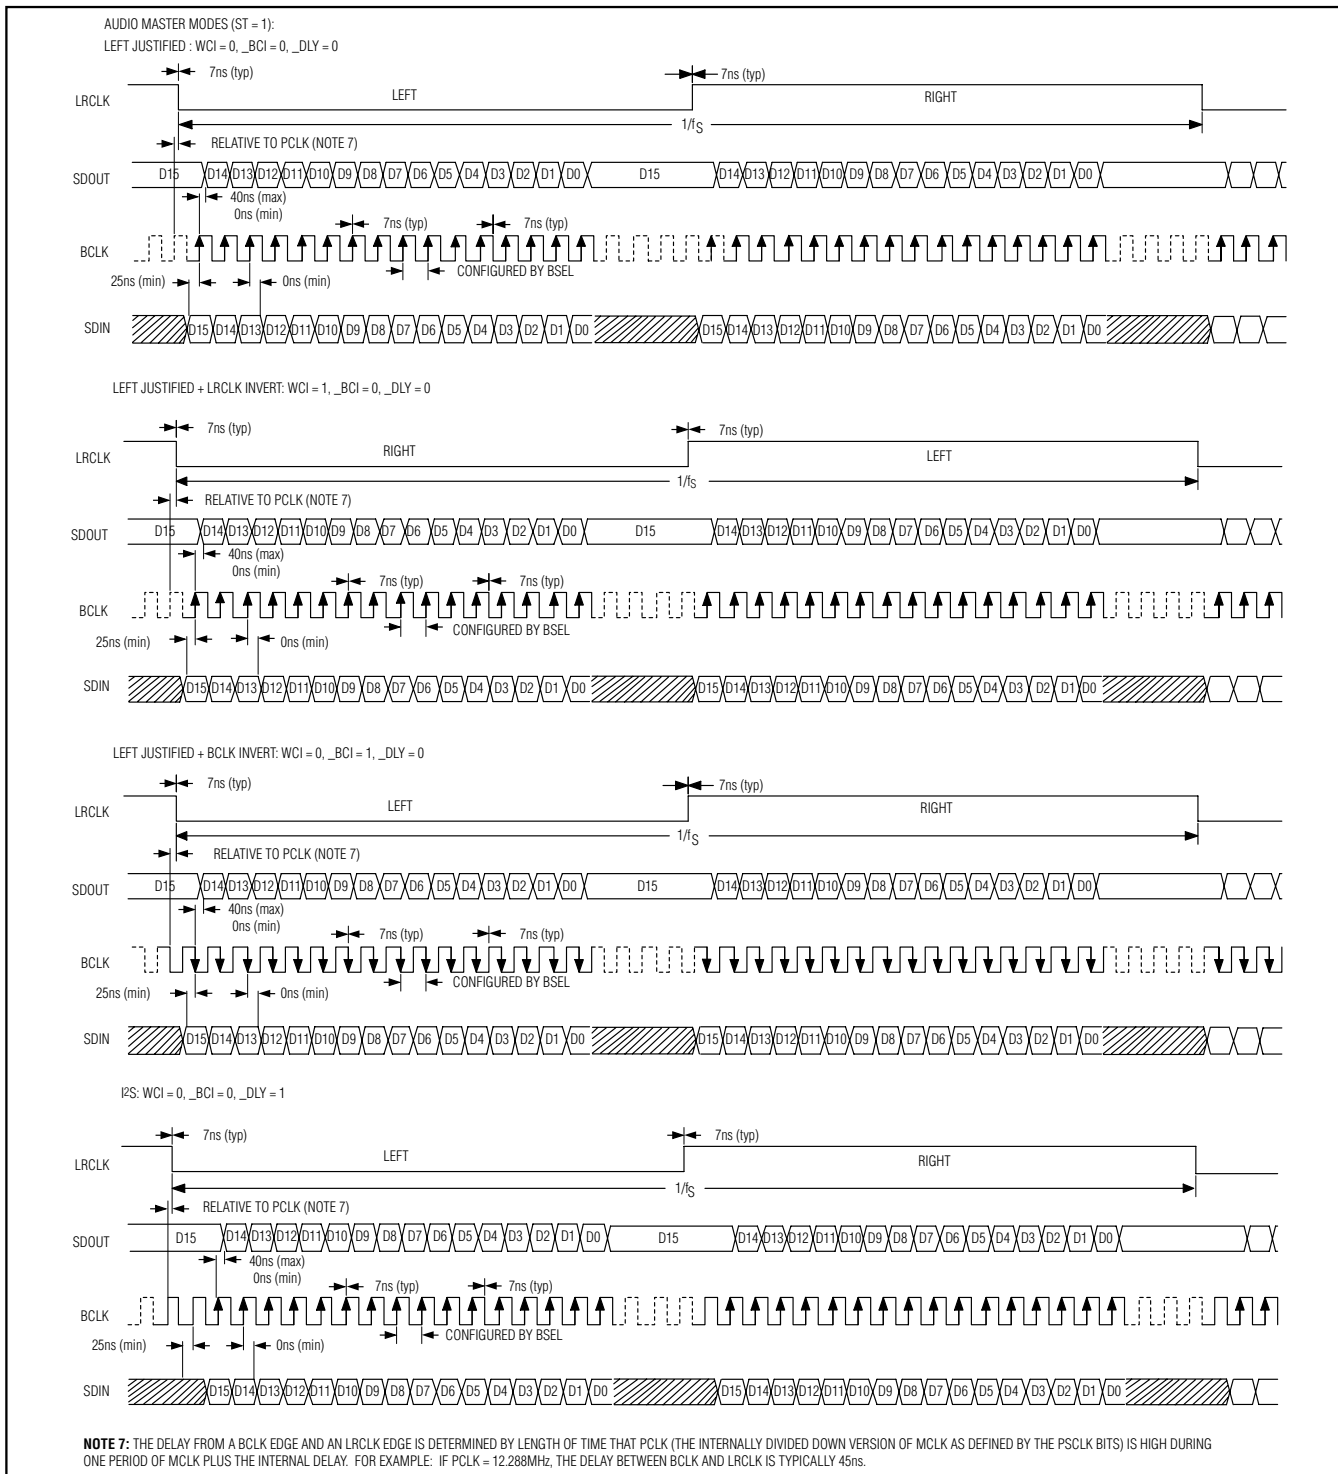 AUDIO MASTER MODES (ST = 1):
LEFT JUSTIFIED : WCI = 0, _BCI = 0, _DLY = 0
7ns (typ) 7ns (typ)
LRCLK LEFT RIGHT
1/fS
RELATIVE TO PCLK (NOTE 7)
SDOUT D15 D14 D13 D12 D11 D10 D9 D8 D7 D6 D5 D4 D3 D2 D1 D0 D15 D14 D13 D12 D11 D10 D9 D8 D7 D6 D5 D4 D3 D2 D1 D0
40ns (max)
0ns (min) 7ns (typ) 7ns (typ)
BCLK
25ns (min) 0ns (min) CONFIGURED BY BSEL
SDIN D15 D14 D13 D12 D11 D10 D9 D8 D7 D6 D5 D4 D3 D2 D1 D0 D15 D14 D13 D12 D11 D10 D9 D8 D7 D6 D5 D4 D3 D2 D1 D0
LEFT JUSTIFIED + LRCLK INVERT: WCI = 1, _BCI = 0, _DLY = 0
7ns (typ) 7ns (typ)
LRCLK RIGHT LEFT
1/fS
RELATIVE TO PCLK (NOTE 7)
SDOUT D15 D14 D13 D12 D11 D10 D9 D8 D7 D6 D5 D4 D3 D2 D1 D0 D15 D14 D13 D12 D11 D10 D9 D8 D7 D6 D5 D4 D3 D2 D1 D0
40ns (max)
0ns (min) 7ns (typ) 7ns (typ)
BCLK
25ns (min) 0ns (min) CONFIGURED BY BSEL
SDIN D15 D14 D13 D12 D11 D10 D9 D8 D7 D6 D5 D4 D3 D2 D1 D0 D15 D14 D13 D12 D11 D10 D9 D8 D7 D6 D5 D4 D3 D2 D1 D0
LEFT JUSTIFIED + BCLK INVERT: WCI = 0, _BCI = 1, _DLY = 0
7ns (typ) 7ns (typ)
LRCLK LEFT RIGHT
1/fS
RELATIVE TO PCLK (NOTE 7)
SDOUT D15 D14 D13 D12 D11 D10 D9 D8 D7 D6 D5 D4 D3 D2 D1 D0 D15 D14 D13 D12 D11 D10 D9 D8 D7 D6 D5 D4 D3 D2 D1 D0
40ns (max)
0ns (min) 7ns (typ) 7ns (typ)
BCLK
25ns (min) 0ns (min) CONFIGURED BY BSEL
SDIN D15 D14 D13 D12 D11 D10 D9 D8 D7 D6 D5 D4 D3 D2 D1 D0 D15 D14 D13 D12 D11 D10 D9 D8 D7 D6 D5 D4 D3 D2 D1 D0
I2S: WCI = 0, _BCI = 0, _DLY = 1
7ns (typ) 7ns (typ)
LRCLK LEFT RIGHT
1/fS
RELATIVE TO PCLK (NOTE 7)
SDOUT D15 D14 D13 D12 D11 D10 D9 D8 D7 D6 D5 D4 D3 D2 D1 D0 D15 D14 D13 D12 D11 D10 D9 D8 D7 D6 D5 D4 D3 D2 D1 D0
40ns (max)
0ns (min) 7ns (typ) 7ns (typ)
BCLK
25ns (min) 0ns (min) CONFIGURED BY BSEL
SDIN D15 D14 D13 D12 D11 D10 D9 D8 D7 D6 D5 D4 D3 D2 D1 D0 D15 D14 D13 D12 D11 D10 D9 D8 D7 D6 D5 D4 D3 D2 D1 D0
NOTE 7: THE DELAY FROM A BCLK EDGE AND AN LRCLK EDGE IS DETERMINED BY LENGTH OF TIME THAT PCLK (THE INTERNALLY DIVIDED DOWN VERSION OF MCLK AS DEFINED BY THE PSCLK BITS) IS HIGH DURING
ONE PERIOD OF MCLK PLUS THE INTERNAL DELAY. FOR EXAMPLE: IF PCLK = 12.288MHz, THE DELAY BETWEEN BCLK AND LRCLK IS TYPICALLY 45ns.